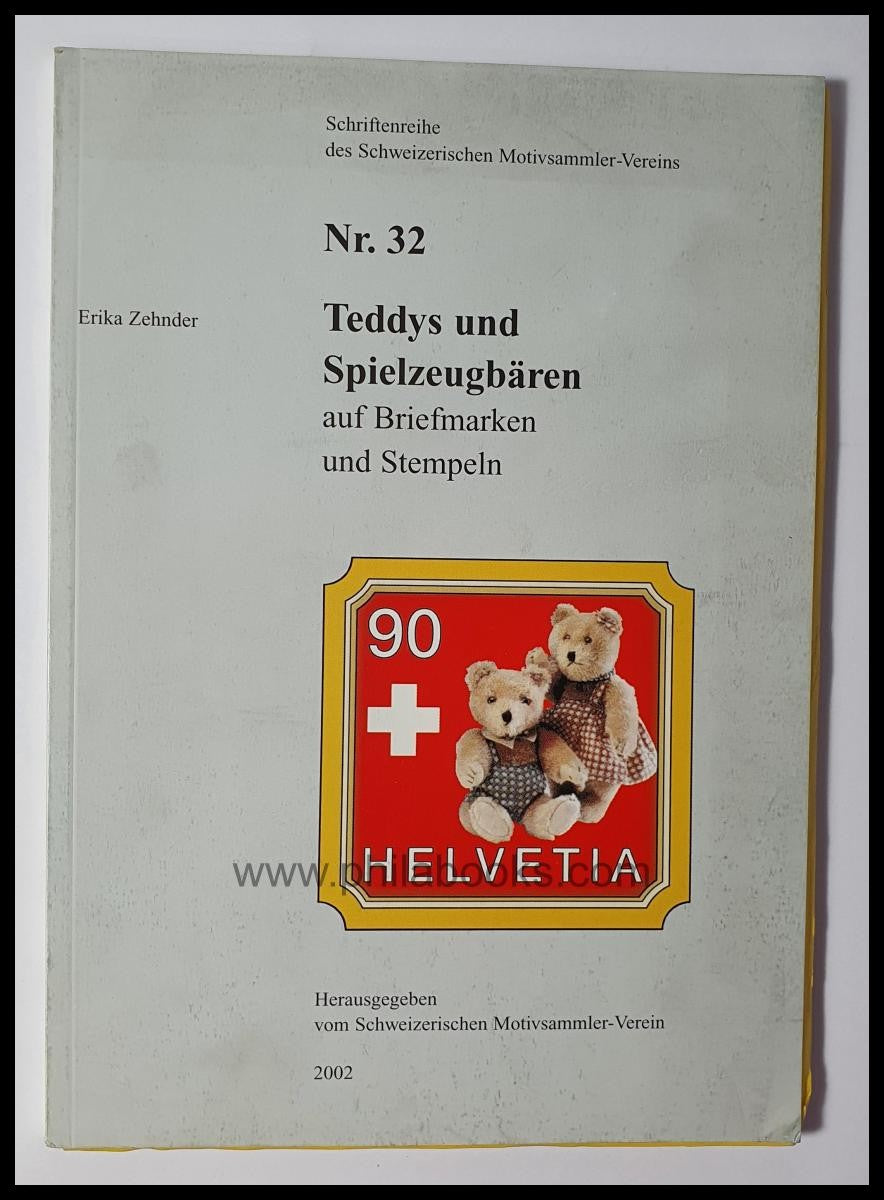 Schriftenreihe
des Schweizerischen Motivsammler-Vereins
Nr. 32
Erika Zehnder
Teddys und
Spielzeugbären
auf Briefmarken
und Stempeln
90
HELVETIA
www.philabooks.com
Herausgegeben
vom Schweizerischen Motivsammler-Verein
2002